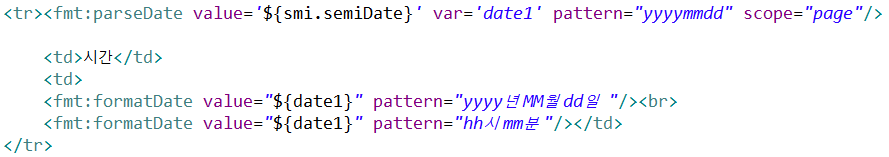 <tr><fmt:parseDate value='${smi.semiDate}' var='date1' pattern="yyyymmdd" scope="page"/>
<td>시간</td>
<td>
<fmt:formatDate value="${date1}" pattern="yyyy년 MM월 dd일 "/><br>
<fmt:formatDate value="${date1}" pattern="hh시 mm분 "/></td>
</tr>